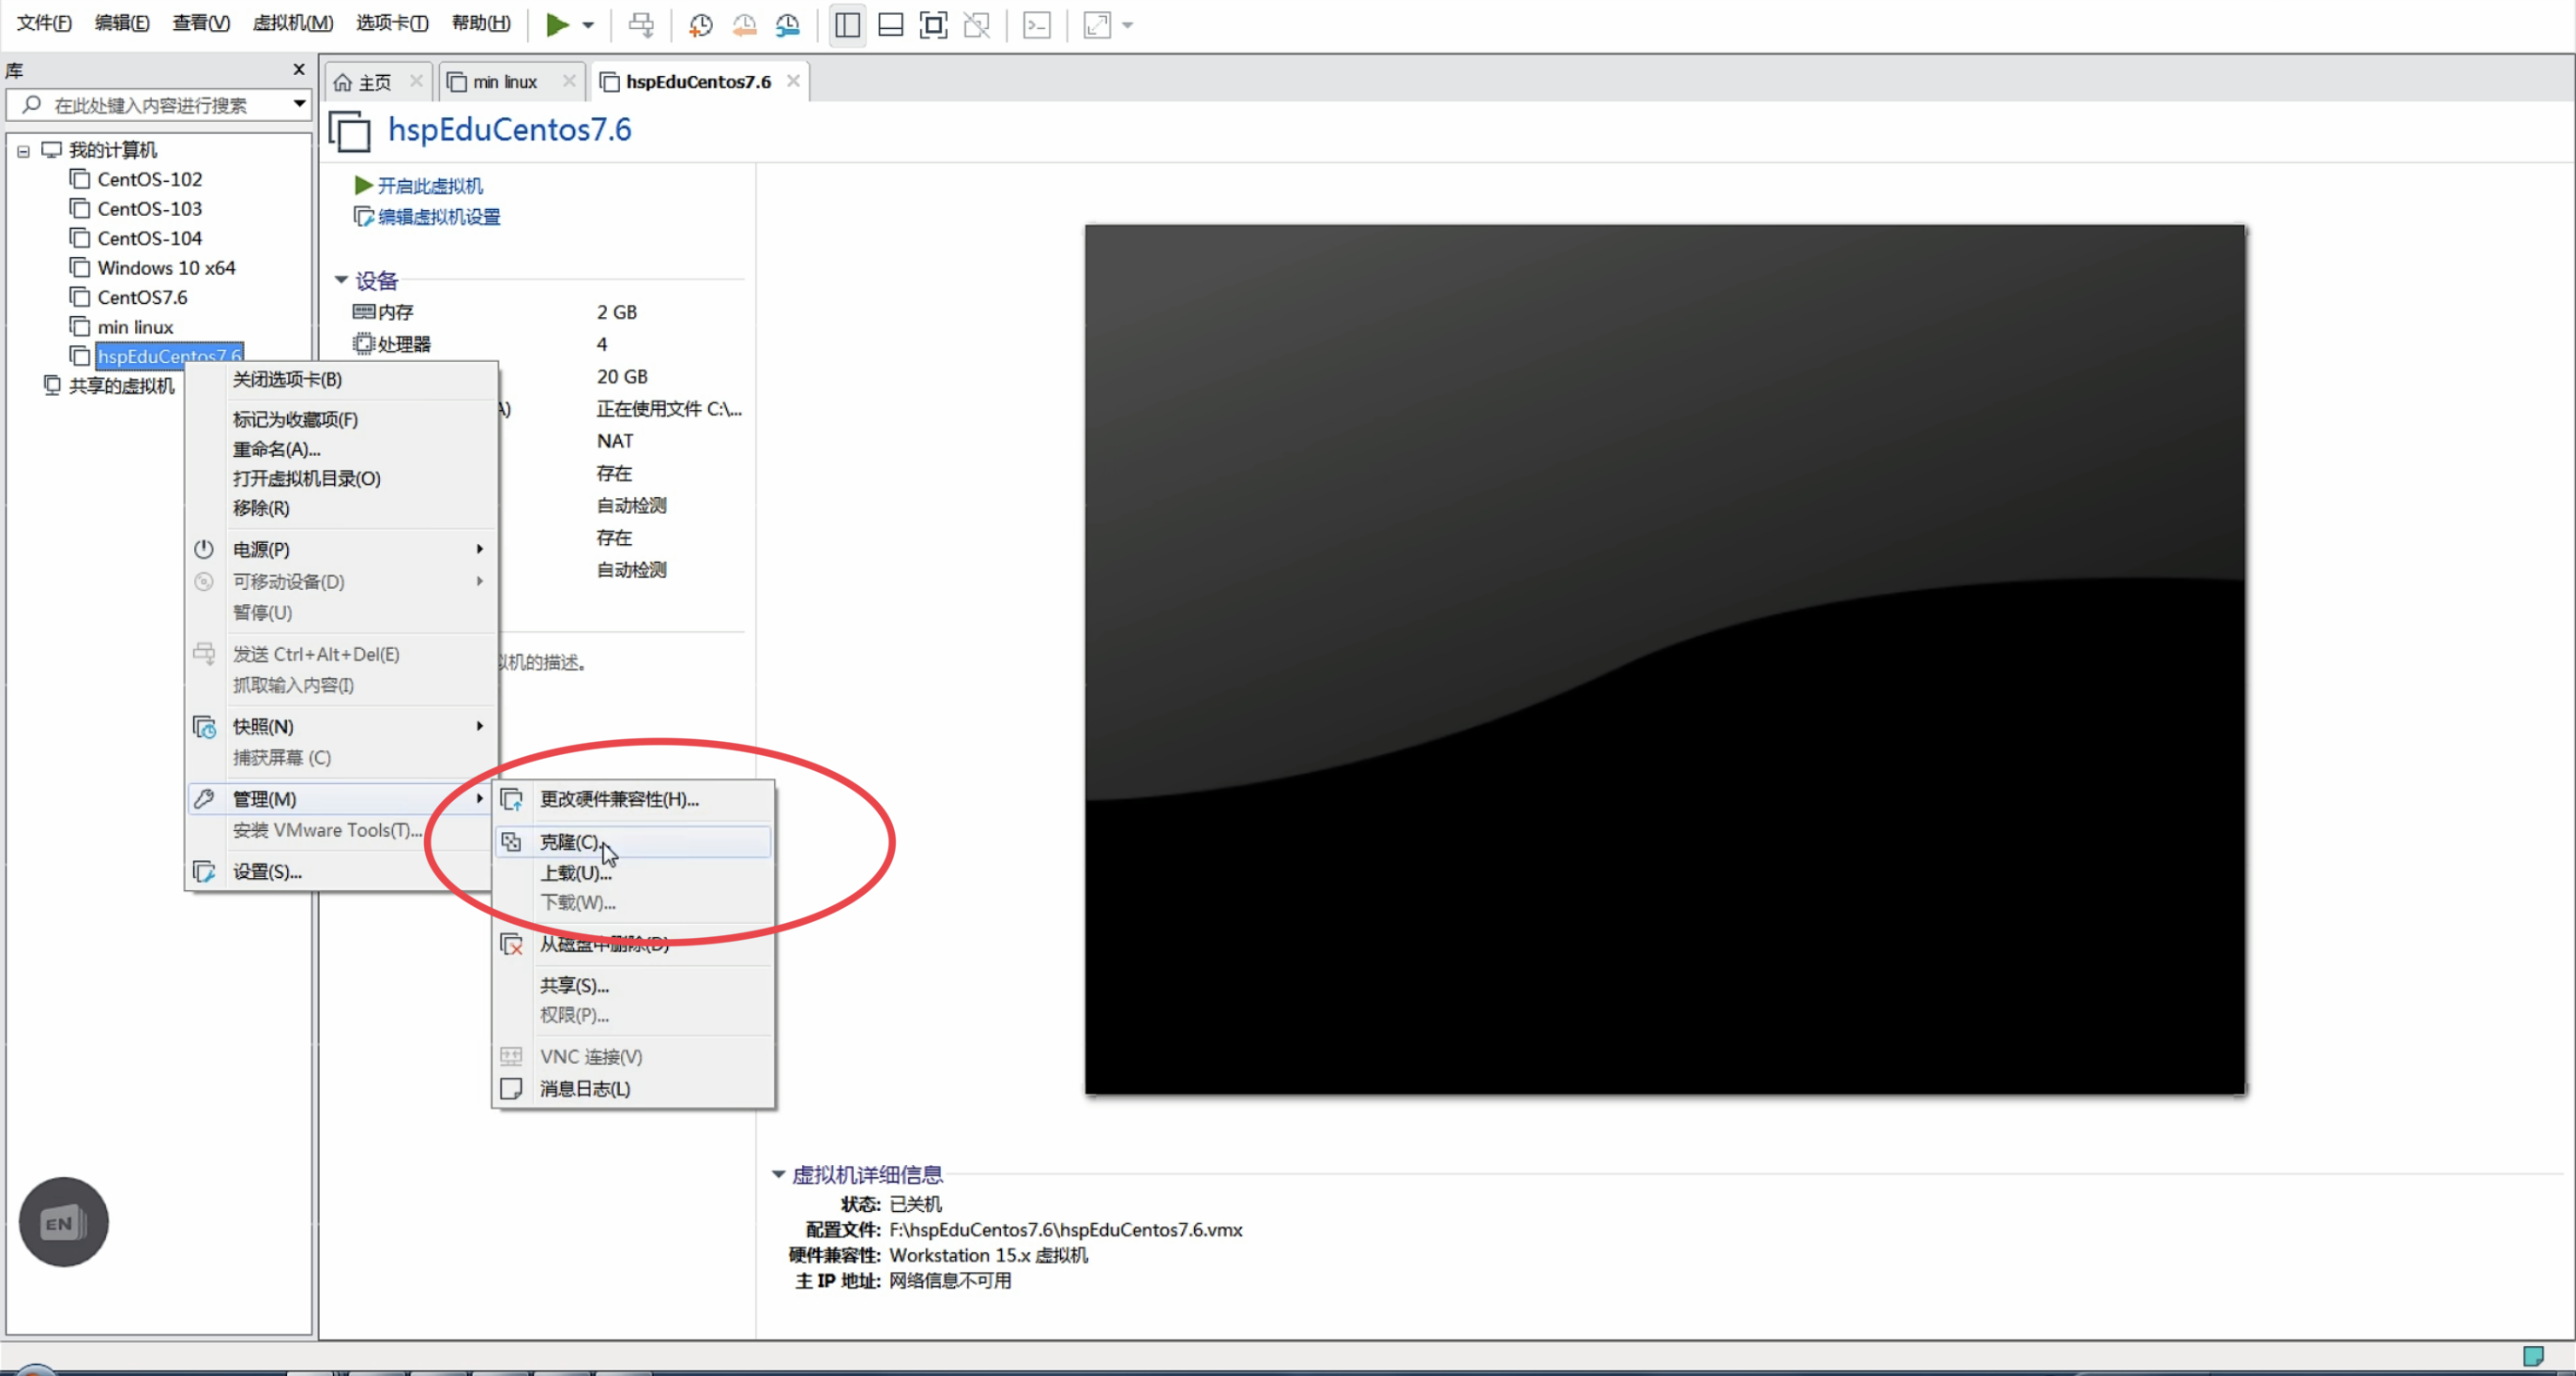 文件(F) 编辑(E) 查看(V) 虚拟机(M) 选项卡(T) 帮助(H)
库
在此处键入内容进行搜索
主页
min linux
hspEduCentos7.6
我的计算机
CentOS-102
CentOS-103
CentOS-104
Windows 10 x64
CentOS7.6
min linux
hspEduCentos7.6
共享的虚拟机
hspEduCentos7.6
开启此虚拟机
编辑虚拟机设置
设备
内存 2 GB
处理器 4
20 GB
A) 正在使用文件 C:\...
NAT
存在
自动检测
存在
自动检测
拟机的描述。
关闭选项卡(B)
标记为收藏项(F)
重命名(A)...
打开虚拟机目录(O)
移除(R)
电源(P)
可移动设备(D)
暂停(U)
发送 Ctrl+Alt+Del(E)
抓取输入内容(I)
快照(N)
捕获屏幕 (C)
管理(M)
安装 VMware Tools(T)...
设置(S)...
更改硬件兼容性(H)...
克隆(C)...
上载(U)...
下载(W)...
从磁盘中删除(D)
共享(S)...
权限(P)...
VNC 连接(V)
消息日志(L)
虚拟机详细信息
状态: 已关机
配置文件: F:\hspEduCentos7.6\hspEduCentos7.6.vmx
硬件兼容性: Workstation 15.x 虚拟机
主 IP 地址: 网络信息不可用
EN